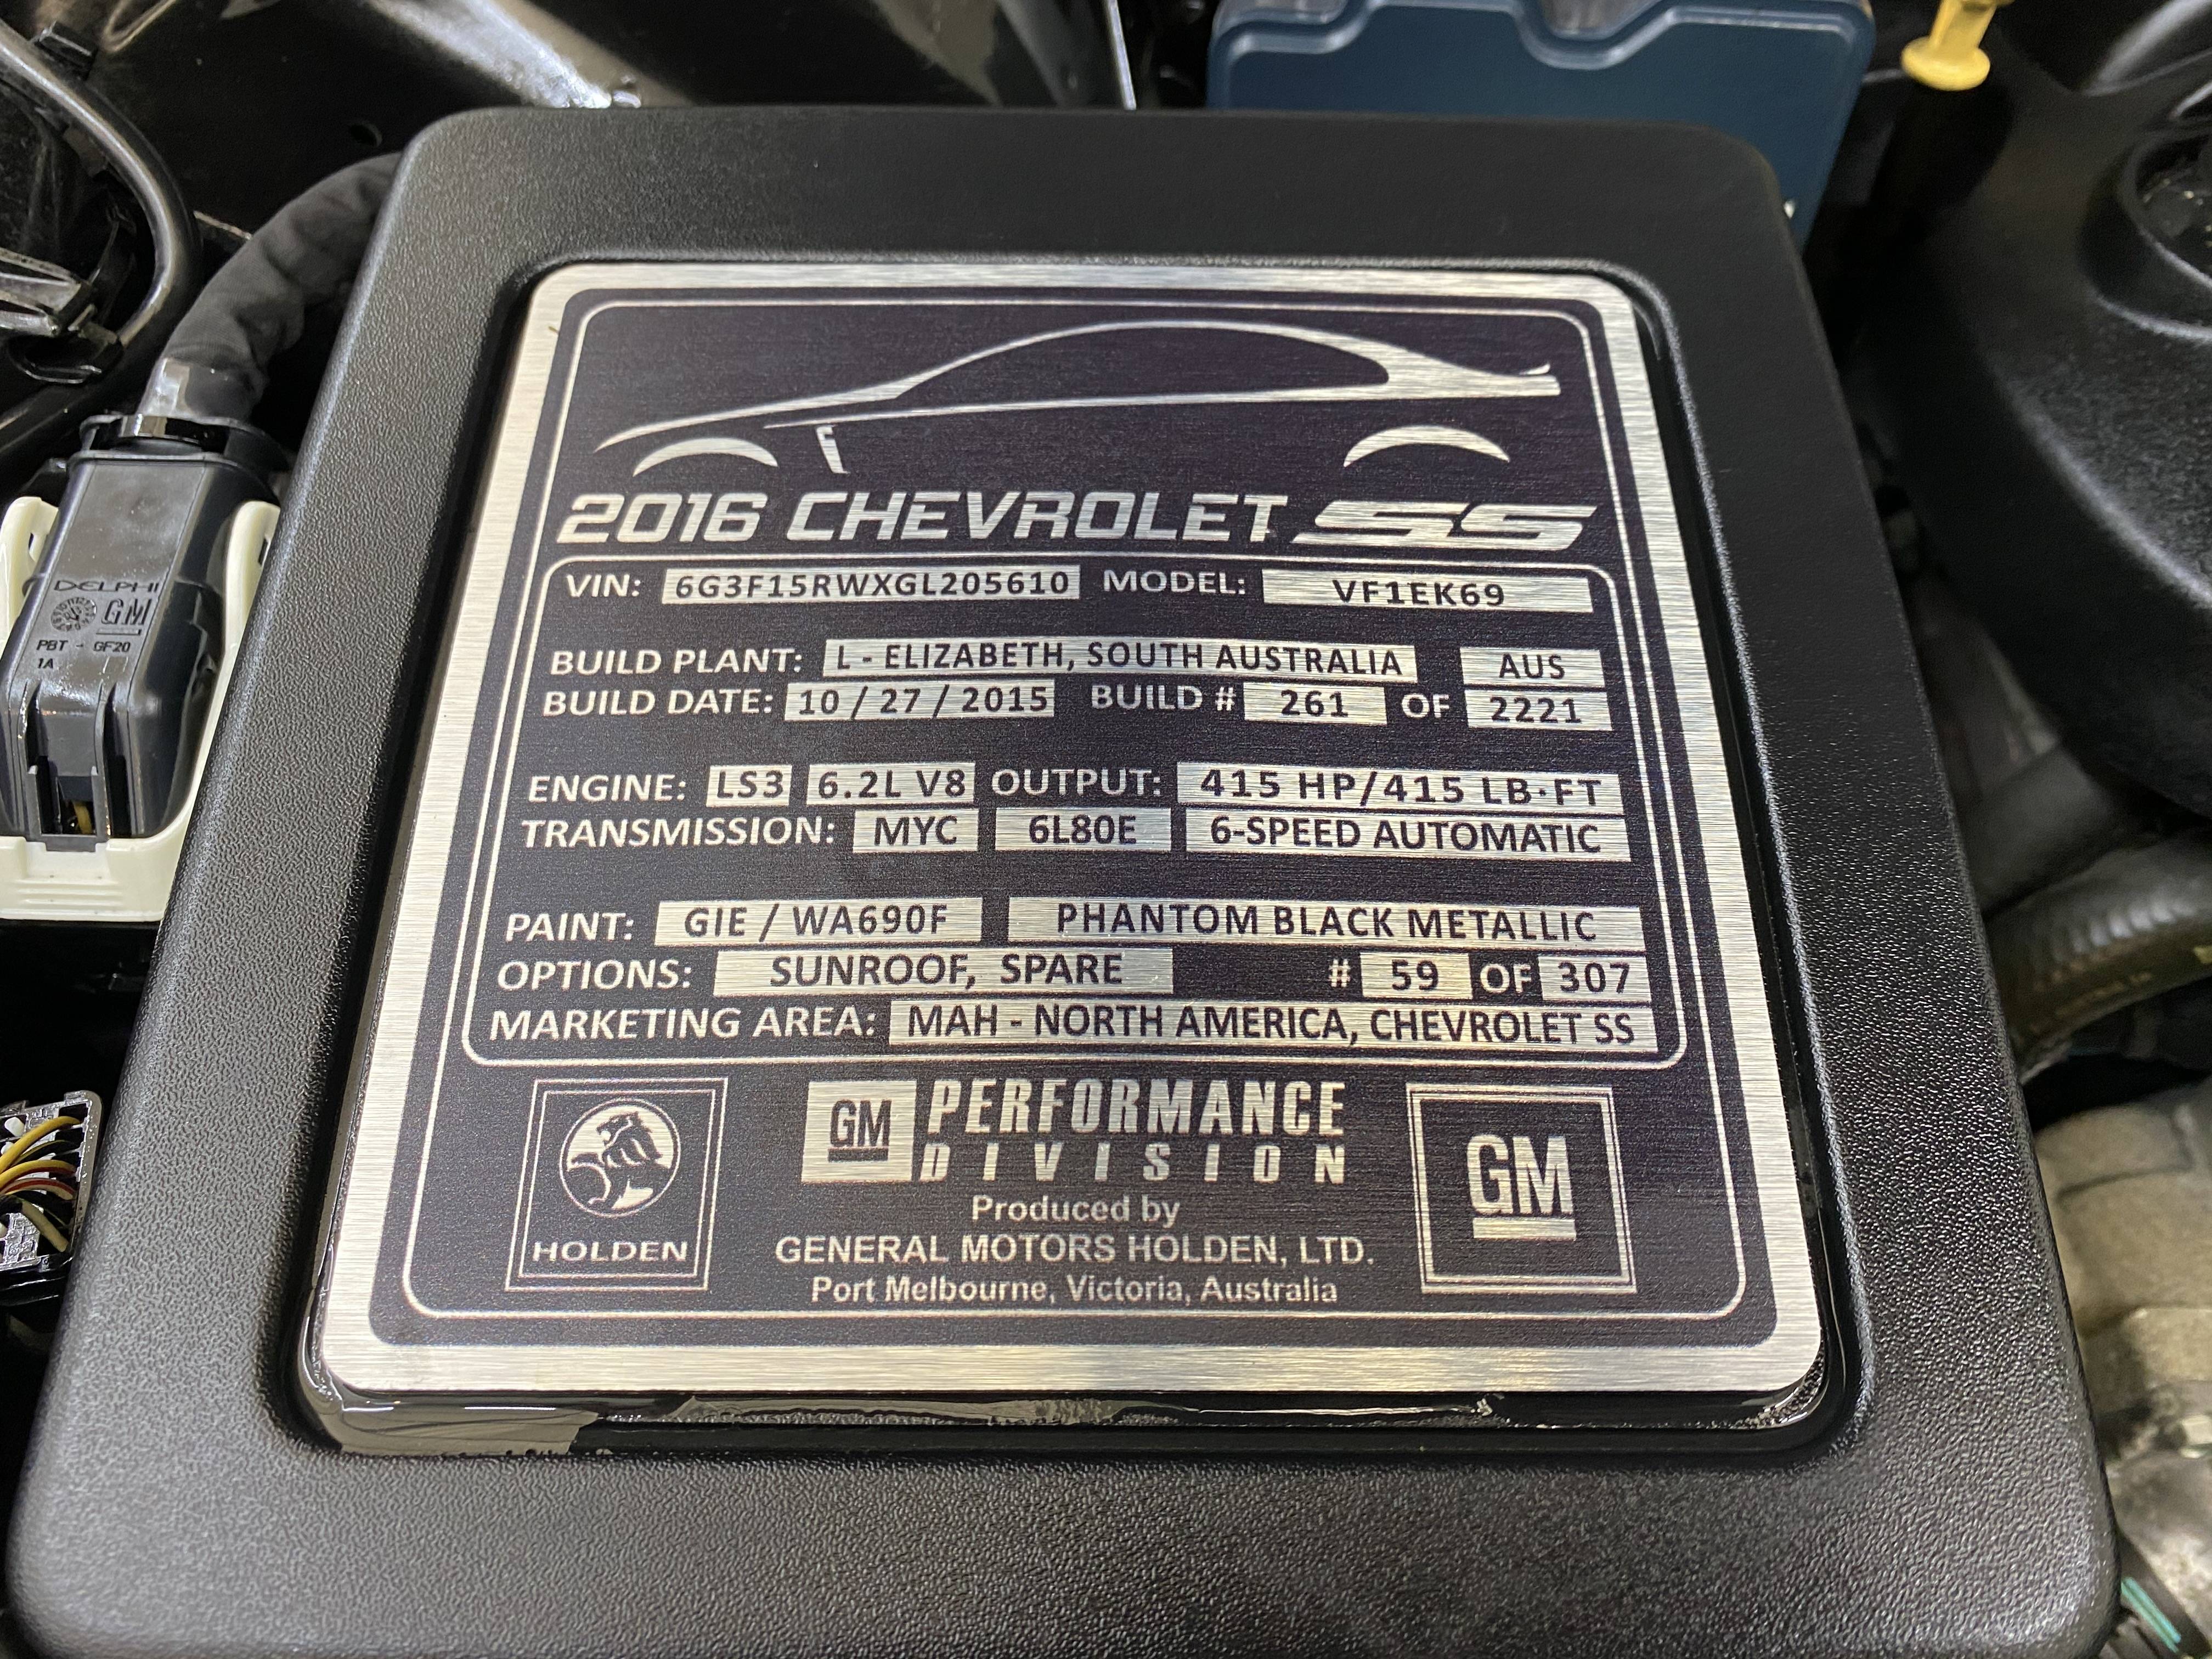 2016 CHEVROLET SS
VIN: 6G3F15RWXGL205610 MODEL: VF1EK69
BUILD PLANT: L - ELIZABETH, SOUTH AUSTRALIA AUS
BUILD DATE: 10 / 27 / 2015 BUILD # 261 OF 2221
ENGINE: LS3 6.2L V8 OUTPUT: 415 HP/415 LB·FT
TRANSMISSION: MYC 6L80E 6-SPEED AUTOMATIC
PAINT: GIE / WA690F PHANTOM BLACK METALLIC
OPTIONS: SUNROOF, SPARE # 59 OF 307
MARKETING AREA: MAH - NORTH AMERICA, CHEVROLET SS
HOLDEN
GM PERFORMANCE
DIVISION
Produced by
GENERAL MOTORS HOLDEN, LTD.
Port Melbourne, Victoria, Australia
GM
DELPHI
GM
PBT - GF20
1A